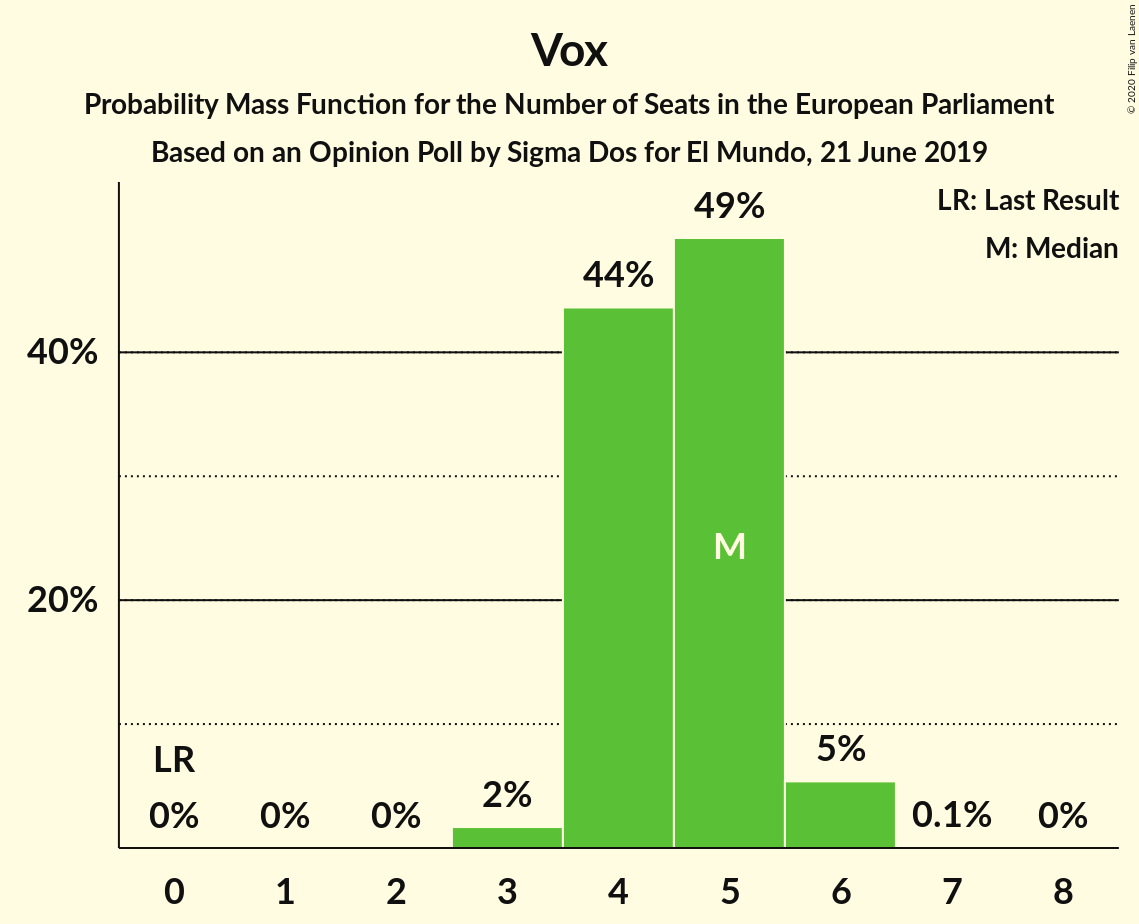 Vox
Probability Mass Function for the Number of Seats in the European Parliament
Based on an Opinion Poll by Sigma Dos for El Mundo, 21 June 2019
© 2020 Filip van Laenen
LR: Last Result
M: Median
49%
44%
40%
M
20%
LR
5%
2%
0%
0%
0%
0.1%
0%
0 1 2 3 4 5 6 7 8